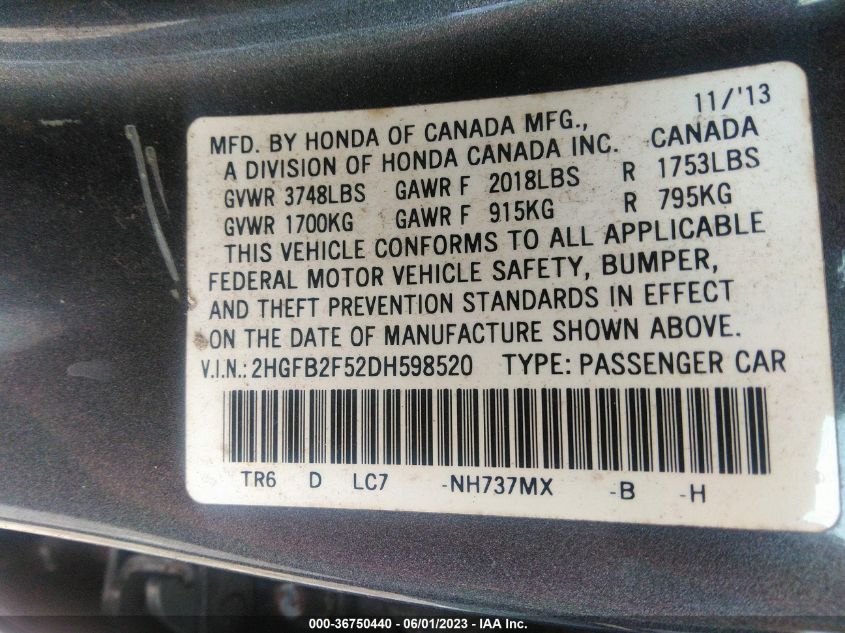 11/'13
MFD. BY HONDA OF CANADA MFG.,
A DIVISION OF HONDA CANADA INC. CANADA
GVWR 3748LBS GAWR F 2018LBS R 1753LBS
GVWR 1700KG GAWR F 915KG R 795KG
THIS VEHICLE CONFORMS TO ALL APPLICABLE
FEDERAL MOTOR VEHICLE SAFETY, BUMPER,
AND THEFT PREVENTION STANDARDS IN EFFECT
ON THE DATE OF MANUFACTURE SHOWN ABOVE.
V.I.N.: 2HGFB2F52DH598520 TYPE: PASSENGER CAR
TR6 D LC7 -NH737MX -B -H
000-36750440 - 06/01/2023 - IAA Inc.